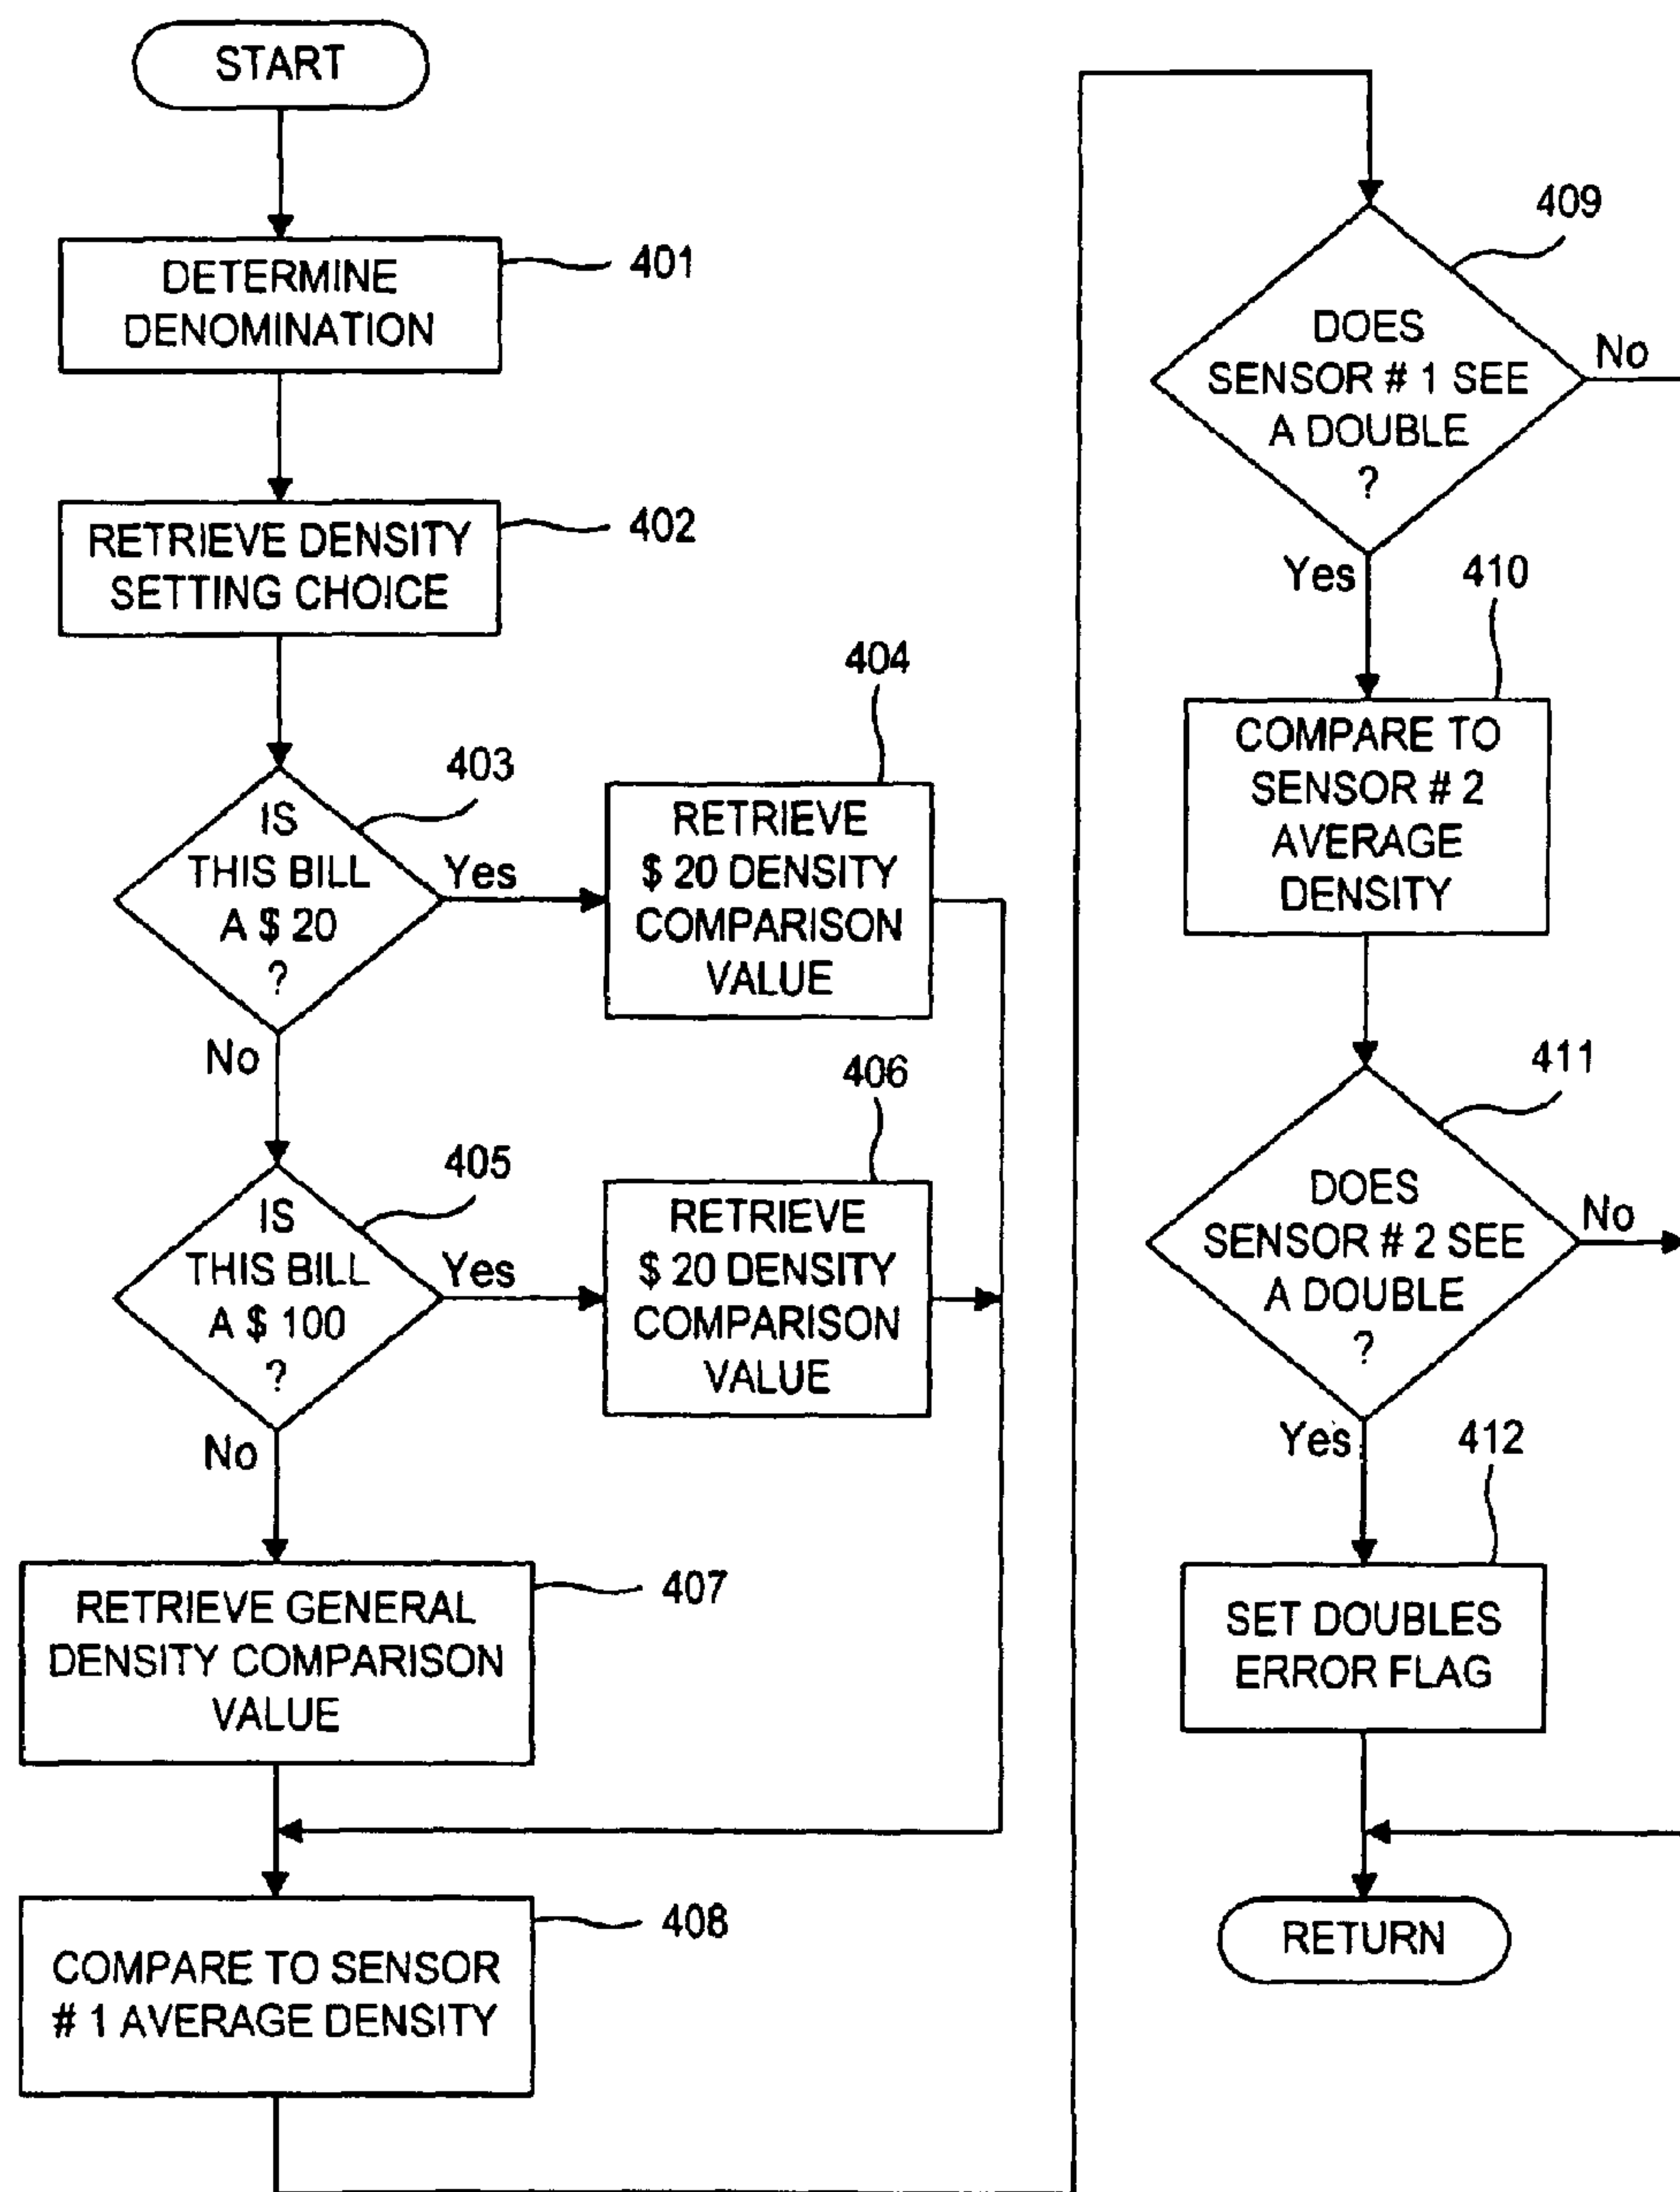 START
DETERMINE
DENOMINATION
401
RETRIEVE DENSITY
SETTING CHOICE
402
403
IS
THIS BILL
A $ 20
?
Yes
No
404
RETRIEVE
$ 20 DENSITY
COMPARISON
VALUE
405
IS
THIS BILL
A $ 100
?
Yes
No
406
RETRIEVE
$ 20 DENSITY
COMPARISON
VALUE
407
RETRIEVE GENERAL
DENSITY COMPARISON
VALUE
408
COMPARE TO SENSOR
# 1 AVERAGE DENSITY
409
DOES
SENSOR # 1 SEE
A DOUBLE
?
No
Yes
410
COMPARE TO
SENSOR # 2
AVERAGE
DENSITY
411
DOES
SENSOR # 2 SEE
A DOUBLE
?
No
Yes
412
SET DOUBLES
ERROR FLAG
RETURN